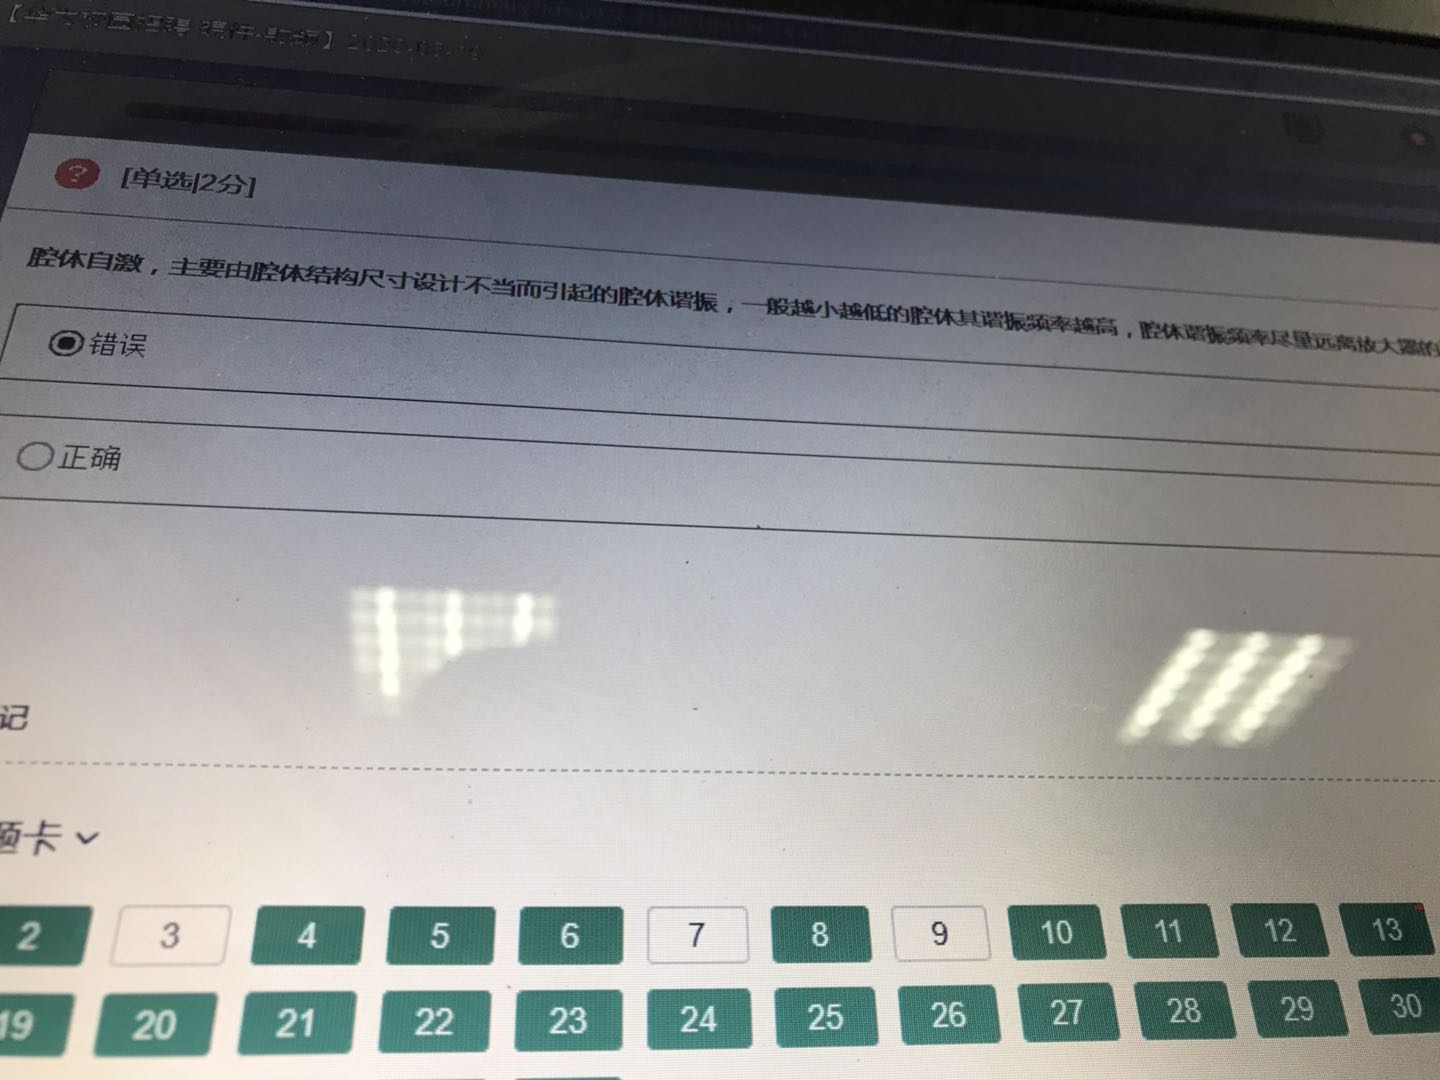 [单选|2分]
腔体自激，主要由腔体结构尺寸设计不当而引起的腔体谐振，一般越小越低的腔体其谐振频率越高，腔体谐振频率尽量远离放大器的
错误
正确
记
题卡
2 3 4 5 6 7 8 9 10 11 12 13
19 20 21 22 23 24 25 26 27 28 29 30